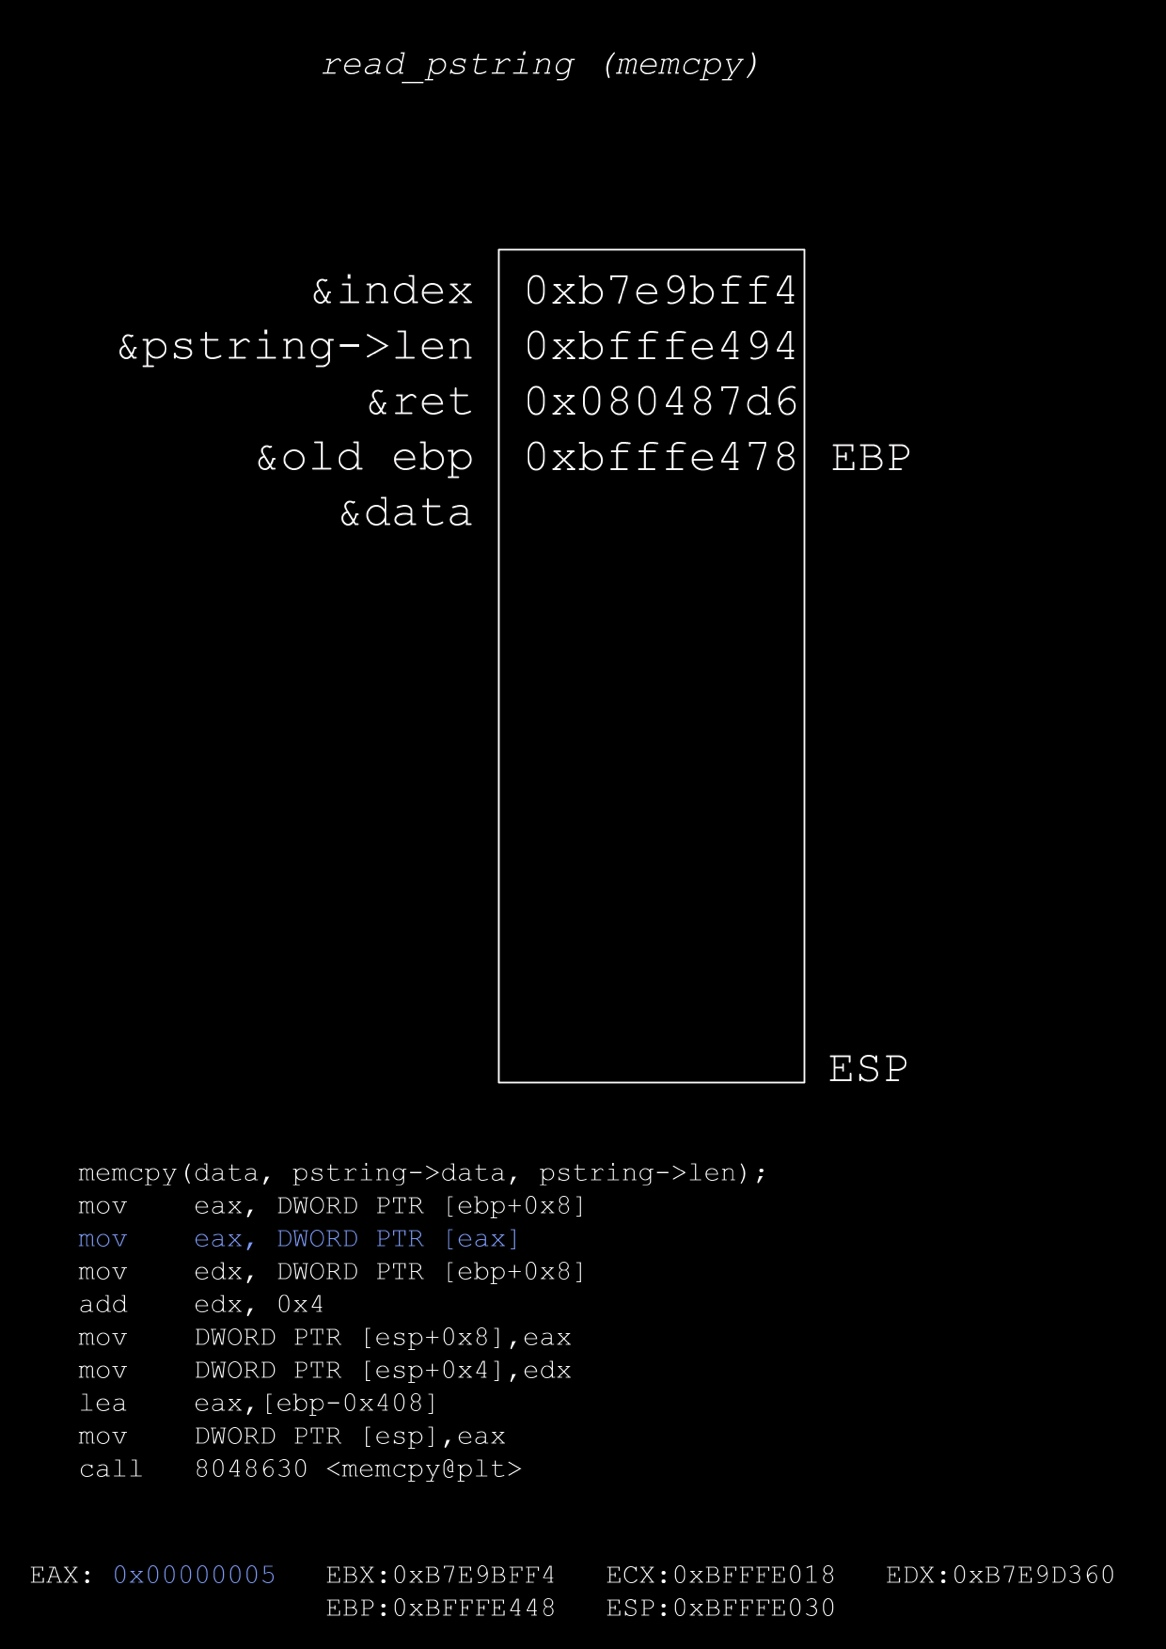 read_pstring (memcpy)
&index 0xb7e9bff4
&pstring->len 0xbfffe494
&ret 0x080487d6
&old ebp 0xbfffe478 EBP
&data
ESP
memcpy(data, pstring->data, pstring->len);
mov eax, DWORD PTR [ebp+0x8]
mov eax, DWORD PTR [eax]
mov edx, DWORD PTR [ebp+0x8]
add edx, 0x4
mov DWORD PTR [esp+0x8],eax
mov DWORD PTR [esp+0x4],edx
lea eax,[ebp-0x408]
mov DWORD PTR [esp],eax
call 8048630 <memcpy@plt>
EAX: 0x00000005 EBX:0xB7E9BFF4 ECX:0xBFFFE018 EDX:0xB7E9D360
EBP:0xBFFFE448 ESP:0xBFFFE030